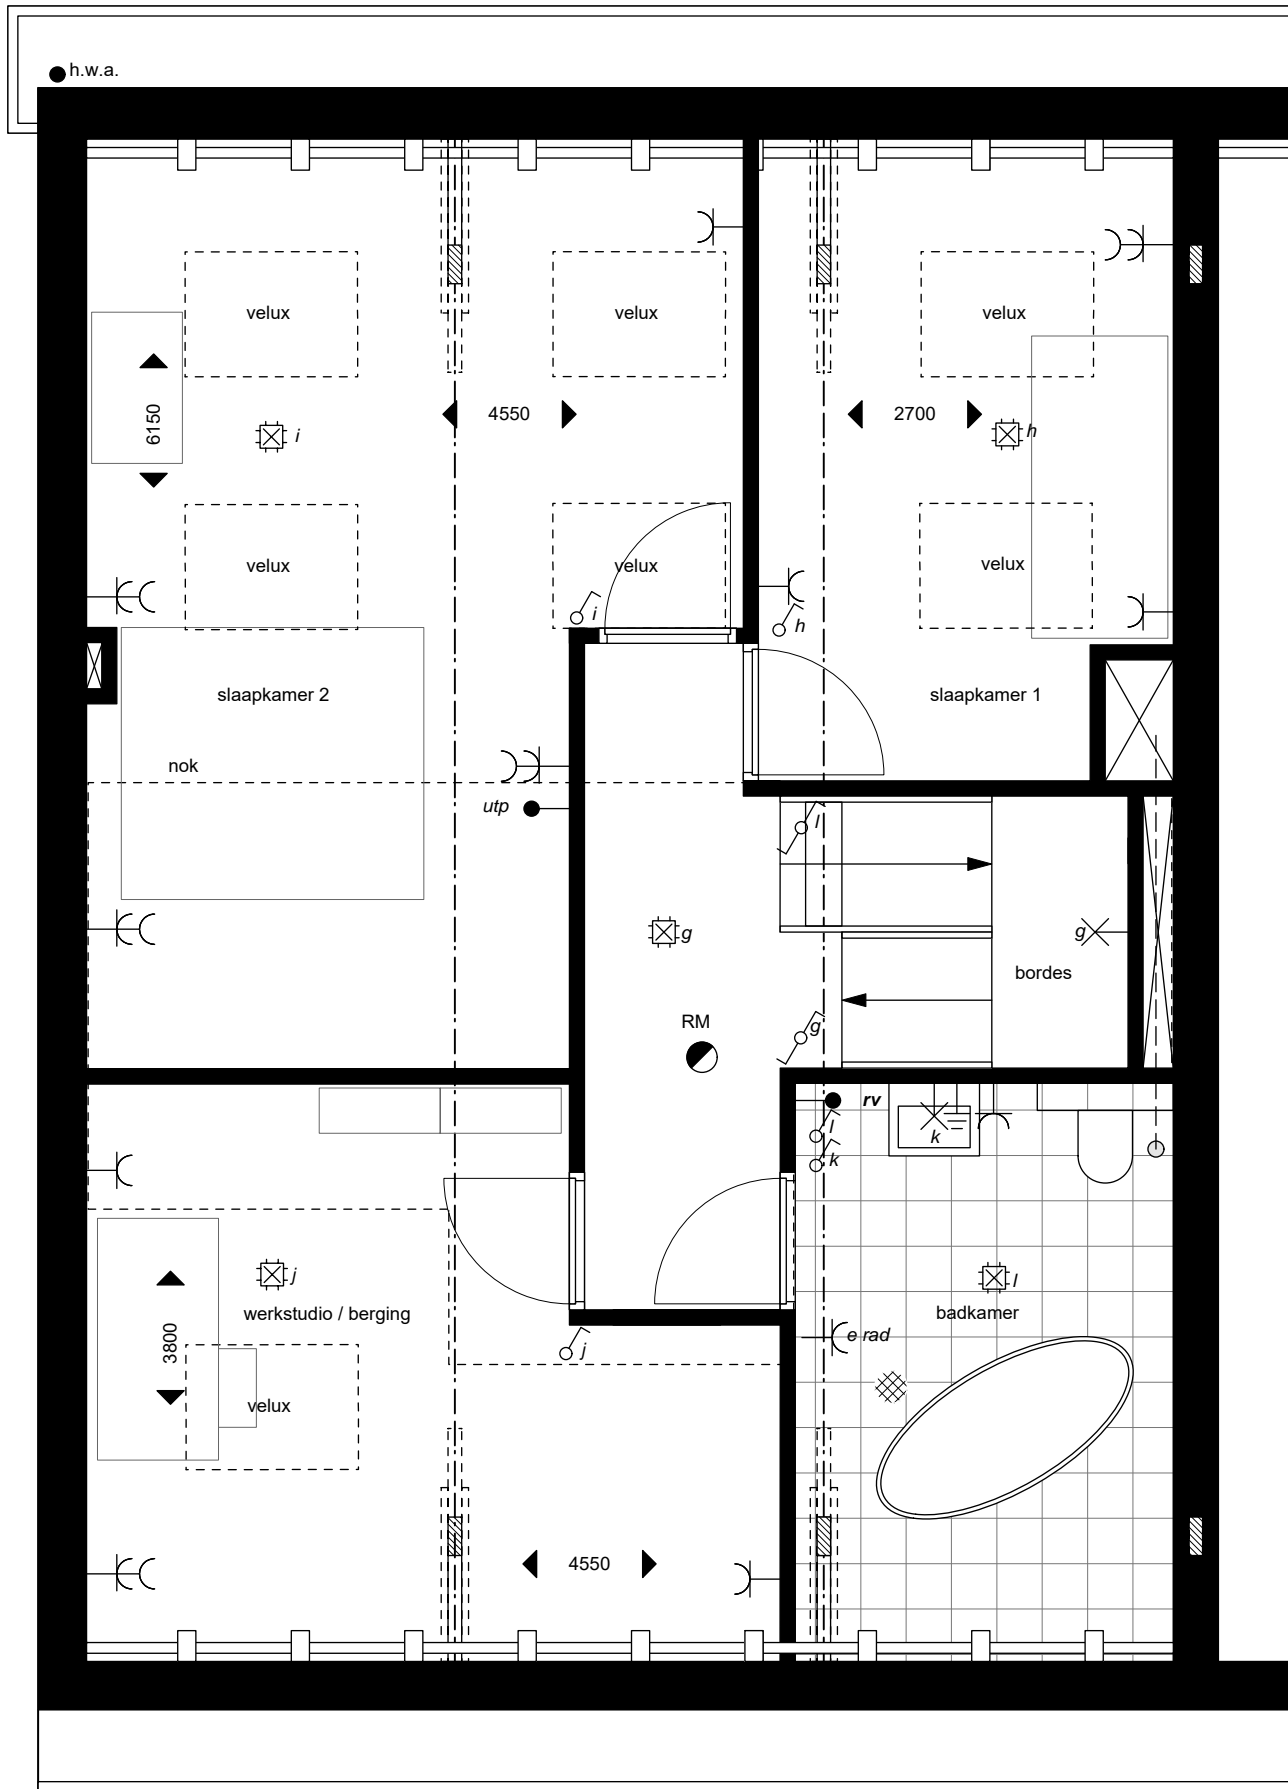 h.w.a.
velux
velux
velux
6150
4550
2700
i
h
velux
velux
velux
i
h
slaapkamer 2
slaapkamer 1
nok
utp
l
g
g
bordes
RM
g
rv
l
k
k
j
l
werkstudio / berging
badkamer
3800
e rad
j
velux
4550